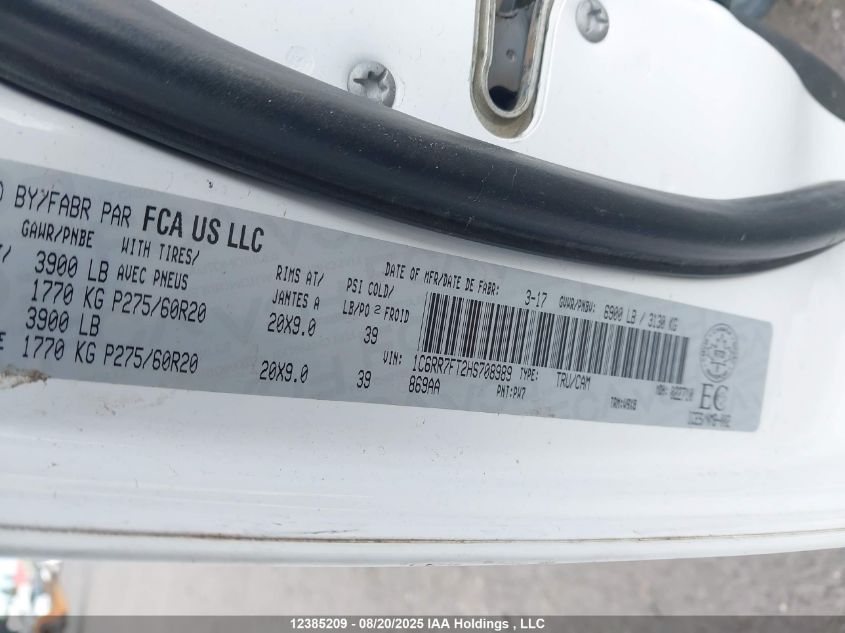 BY/FABR PAR FCA US LLC
GAWR/PNBE WITH TIRES/ RIMS AT/ PSI COLD/ DATE OF MFR/DATE DE FABR: 3-17 GVWR/PNBV: 6900 LB / 3130 KG
3900 LB AVEC PNEUS JANTES A LB/PO² FROID
1770 KG P275/60R20 20X9.0 39
3900 LB VIN: 1C6RR7FT2HS708989 TYPE: TRU/CAM
1770 KG P275/60R20 20X9.0 39 869AA PNT:PW7 EC
12385209 - 08/20/2025 IAA Holdings , LLC